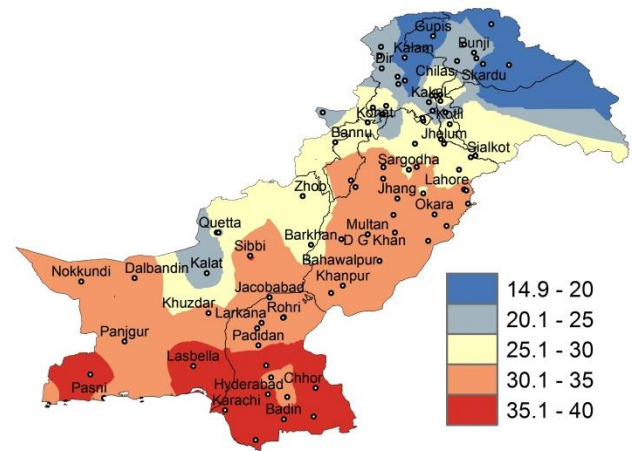 Gupis
Kalam
Bunji
Dir
Chilas
Skardu
Kakul
Kohat
Kotli
Bannu
Jhelum
Sialkot
Sargodha
Zhob
Lahore
Jhang
Okara
Quetta
Multan
Barkhan
D G Khan
Sibbi
Kalat
Bahawalpur
Nokkundi
Dalbandin
Khanpur
Jacobabad
Khuzdar
Larkana
Rohri
Panjgur
Padidan
Lasbella
Pasni
Hyderabad
Chhor
Karachi
Badin
14.9 - 20
20.1 - 25
25.1 - 30
30.1 - 35
35.1 - 40